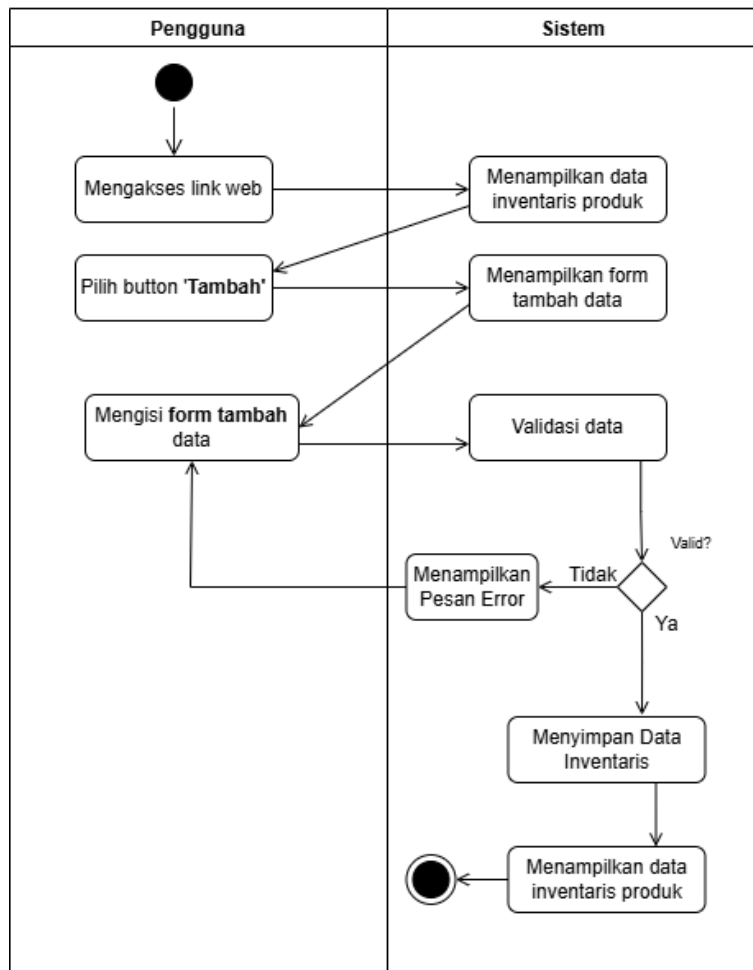 Pengguna
Sistem
Mengakses link web
Menampilkan data
inventaris produk
Pilih button 'Tambah'
Menampilkan form
tambah data
Mengisi form tambah
data
Validasi data
Valid?
Tidak
Menampilkan
Pesan Error
Ya
Menyimpan Data
Inventaris
Menampilkan data
inventaris produk